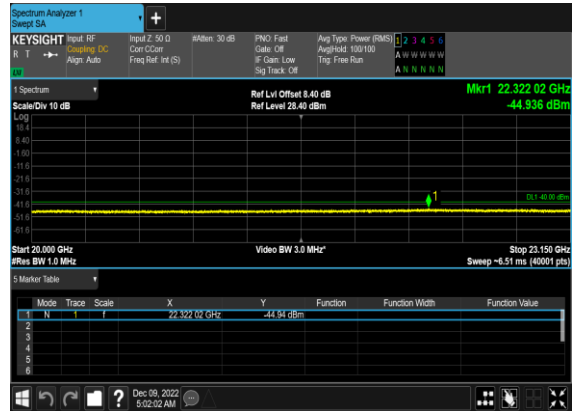 Spectrum Analyzer 1
Swept SA
KEYSIGHT Input: RF Input Z: 50 Ω #Atten: 30 dB PNO: Fast Avg Type: Power (RMS) 1 2 3 4 5 6
R T Coupling: DC Corr CCorr Gate: Off Avg|Hold: 100/100 A W W W W W
Align: Auto Freq Ref: Int (S) IF Gain: Low Trig: Free Run A N N N N N
Sig Track: Off
1 Spectrum Ref Lvl Offset 8.40 dB Mkr1 22.322 02 GHz
Scale/Div 10 dB Ref Level 28.40 dBm -44.936 dBm
Log
18.4
8.40
-1.60
-11.6
-21.6
-31.6
1
DL1 -40.00 dBm
-41.6
-51.6
-61.6
Start 20.000 GHz Video BW 3.0 MHz* Stop 23.150 GHz
#Res BW 1.0 MHz Sweep ~6.51 ms (40001 pts)
5 Marker Table
Mode Trace Scale X Y Function Function Width Function Value
1 N 1 f 22.322 02 GHz -44.94 dBm
2
3
4
5
6
? Dec 09, 2022
5:02:02 AM